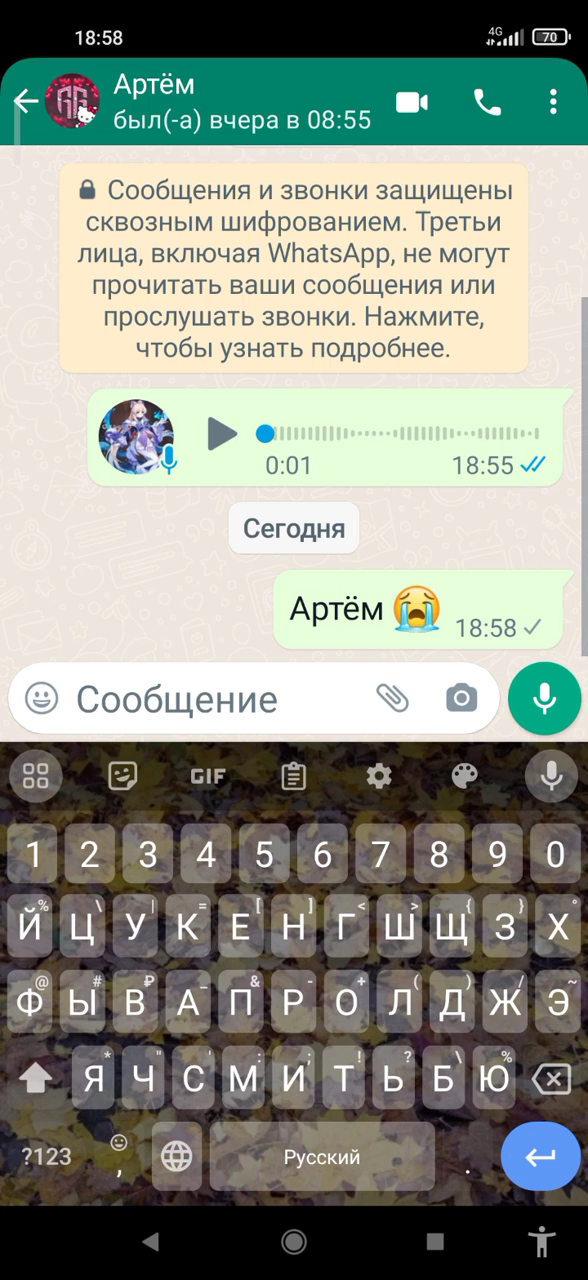 18:58
4G
70
Артём
был(-а) вчера в 08:55
Сообщения и звонки защищены
сквозным шифрованием. Третьи
лица, включая WhatsApp, не могут
прочитать ваши сообщения или
прослушать звонки. Нажмите,
чтобы узнать подробнее.
0:01
18:55
Сегодня
Артём 😭
18:58
Сообщение
GIF
1 2 3 4 5 6 7 8 9 0
% \ | = [ ] < > { } °
Й Ц У К Е Н Г Ш Щ З Х
@ # ₽ _ & - + ( ) / ~
Ф Ы В А П Р О Л Д Ж Э
* " ' : ; ! ? \ %
Я Ч С М И Т Ь Б Ю
?123 , Русский .